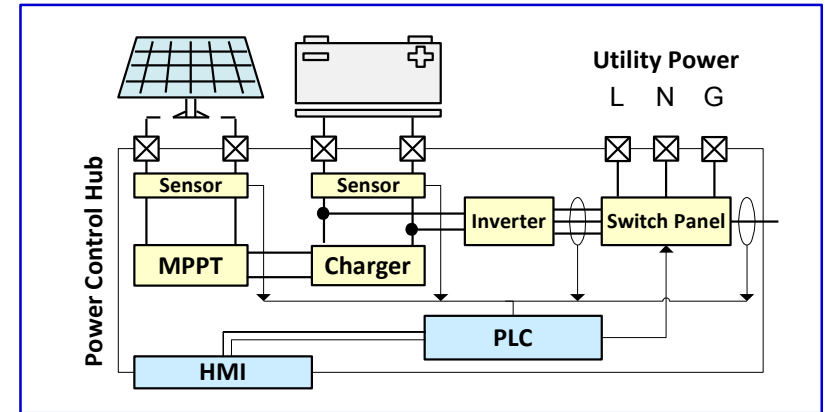 Utility Power
L N G
Power Control Hub
Sensor
Sensor
Inverter
Switch Panel
MPPT
Charger
PLC
HMI